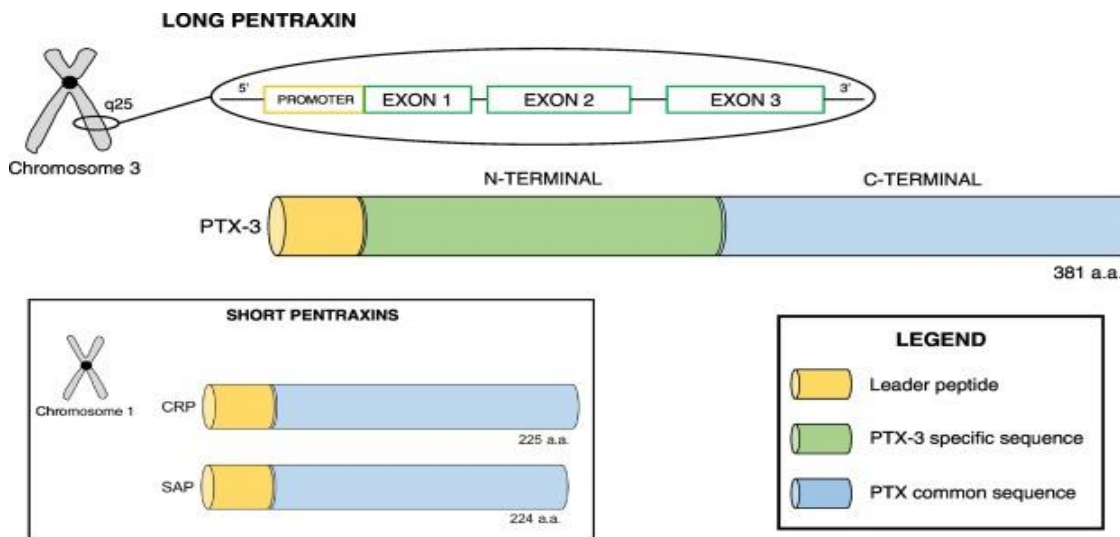 LONG PENTRAXIN
q25
Chromosome 3
5'
PROMOTER
EXON 1
EXON 2
EXON 3
3'
N-TERMINAL
C-TERMINAL
PTX-3
381 a.a.
SHORT PENTRAXINS
Chromosome 1
CRP
225 a.a.
SAP
224 a.a.
LEGEND
Leader peptide
PTX-3 specific sequence
PTX common sequence